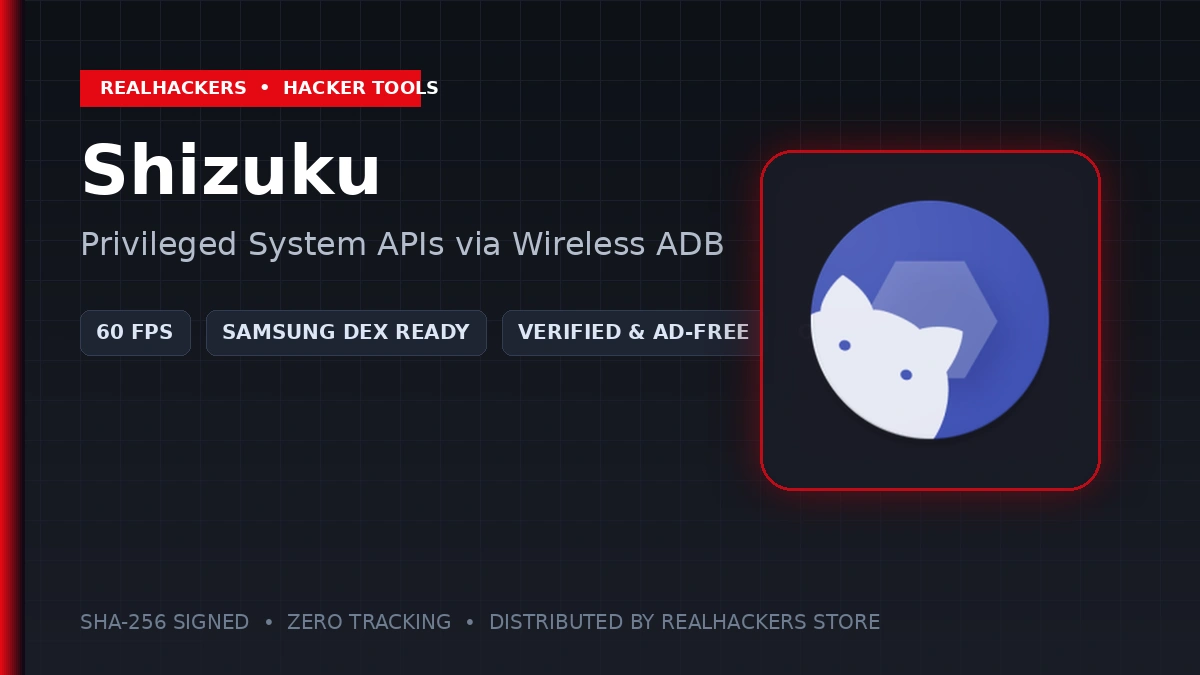 REALHACKERS • HACKER TOOLS
Shizuku
Privileged System APIs via Wireless ADB
60 FPS
SAMSUNG DEX READY
VERIFIED & AD-FREE
SHA-256 SIGNED • ZERO TRACKING • DISTRIBUTED BY REALHACKERS STORE